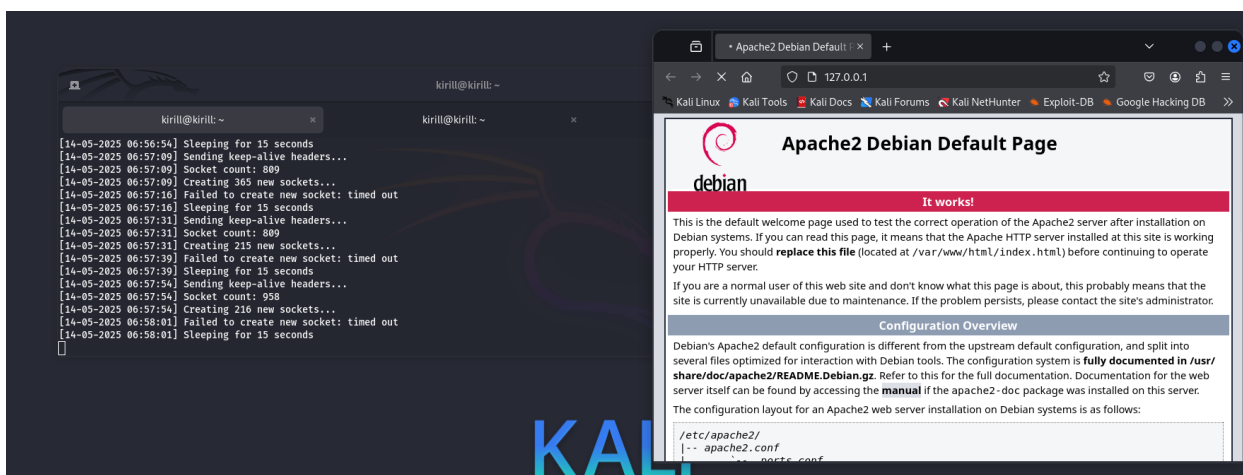 kirill@kirill: ~
kirill@kirill: ~ ×
kirill@kirill: ~ ×
[14-05-2025 06:56:54] Sleeping for 15 seconds
[14-05-2025 06:57:09] Sending keep-alive headers...
[14-05-2025 06:57:09] Socket count: 809
[14-05-2025 06:57:09] Creating 365 new sockets...
[14-05-2025 06:57:16] Failed to create new socket: timed out
[14-05-2025 06:57:16] Sleeping for 15 seconds
[14-05-2025 06:57:31] Sending keep-alive headers...
[14-05-2025 06:57:31] Socket count: 809
[14-05-2025 06:57:31] Creating 215 new sockets...
[14-05-2025 06:57:39] Failed to create new socket: timed out
[14-05-2025 06:57:39] Sleeping for 15 seconds
[14-05-2025 06:57:54] Sending keep-alive headers...
[14-05-2025 06:57:54] Socket count: 958
[14-05-2025 06:57:54] Creating 216 new sockets...
[14-05-2025 06:58:01] Failed to create new socket: timed out
[14-05-2025 06:58:01] Sleeping for 15 seconds
KALI
• Apache2 Debian Default P × +
127.0.0.1
Kali Linux Kali Tools Kali Docs Kali Forums Kali NetHunter Exploit-DB Google Hacking DB
debian
Apache2 Debian Default Page
It works!
This is the default welcome page used to test the correct operation of the Apache2 server after installation on
Debian systems. If you can read this page, it means that the Apache HTTP server installed at this site is working
properly. You should replace this file (located at /var/www/html/index.html) before continuing to operate
your HTTP server.
If you are a normal user of this web site and don't know what this page is about, this probably means that the
site is currently unavailable due to maintenance. If the problem persists, please contact the site's administrator.
Configuration Overview
Debian's Apache2 default configuration is different from the upstream default configuration, and split into
several files optimized for interaction with Debian tools. The configuration system is fully documented in /usr/
share/doc/apache2/README.Debian.gz. Refer to this for the full documentation. Documentation for the web
server itself can be found by accessing the manual if the apache2-doc package was installed on this server.
The configuration layout for an Apache2 web server installation on Debian systems is as follows:
/etc/apache2/
|-- apache2.conf
|       `-- ports.conf